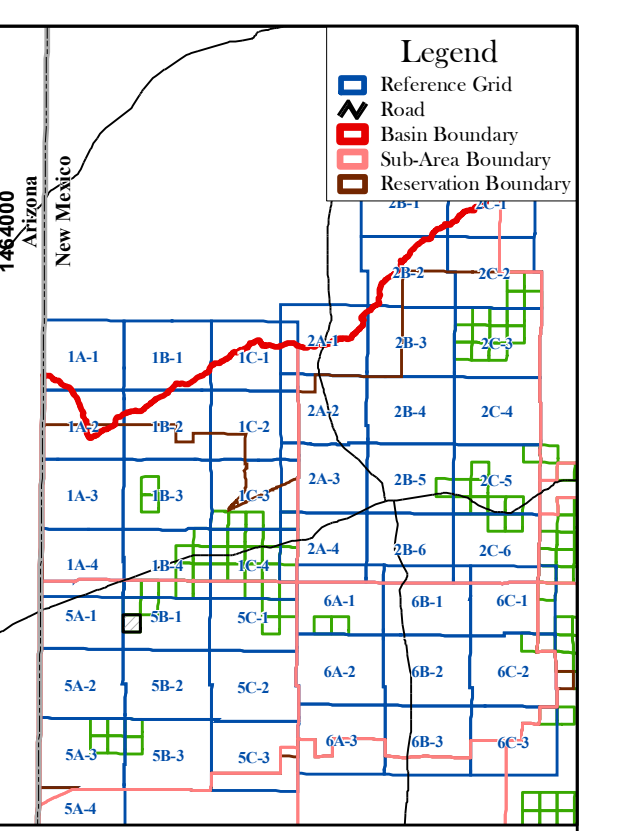 Legend
Reference Grid
Road
Basin Boundary
Sub-Area Boundary
Reservation Boundary
1464000
Arizona
New Mexico
2B-1 2C-1
2B-2 2C-2
2A-1 2B-3 2C-3
1A-1 1B-1 1C-1
2A-2 2B-4 2C-4
1A-2 1B-2 1C-2
2A-3 2B-5 2C-5
1A-3 1B-3 1C-3
2A-4 2B-6 2C-6
1A-4 1B-4 1C-4
6A-1 6B-1 6C-1
5A-1 5B-1 5C-1
6A-2 6B-2 6C-2
5A-2 5B-2 5C-2
6A-3 6B-3 6C-3
5A-3 5B-3 5C-3
5A-4